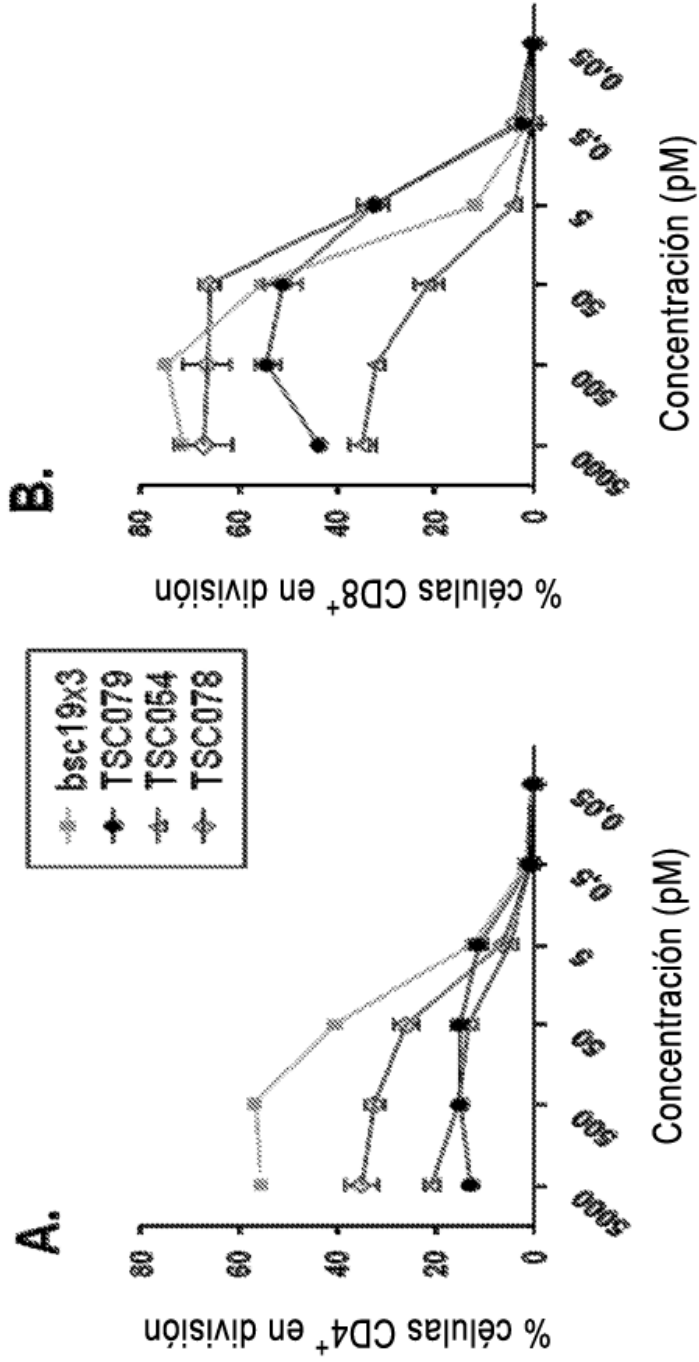 A.
% células CD4+ en división
80
60
40
20
0
5000
500
50
5
0,5
0,05
Concentración (pM)
bsc19x3
TSC079
TSC054
TSC078
B.
% células CD8+ en división
80
60
40
20
0
5000
500
50
5
0,5
0,05
Concentración (pM)